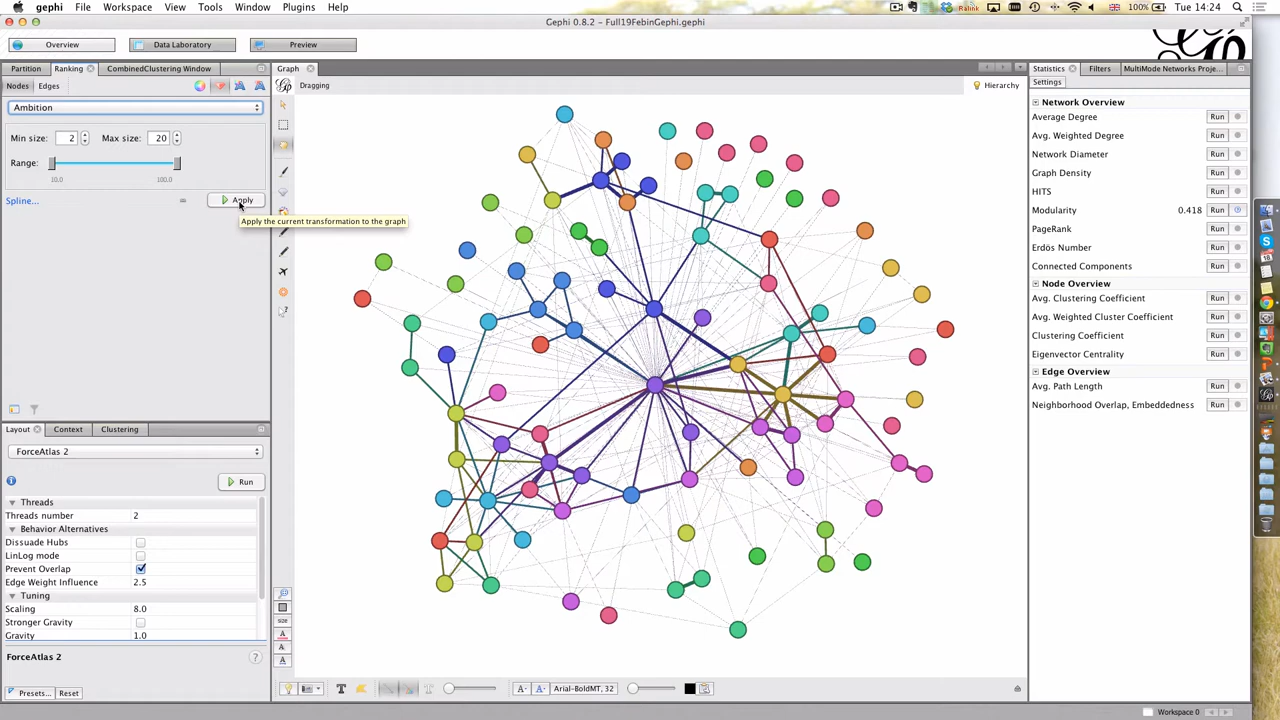 gephi File Workspace View Tools Window Plugins Help 100% Tue 14:24
Ralink
Gephi 0.8.2 – Full19FebinGephi.gephi
Overview Data Laboratory Preview
Partition Ranking CombinedClustering Window
Graph
Statistics Filters MultiMode Networks Proje...
Nodes Edges
Dragging
Hierarchy
Settings
Ambition
Min size: 2 Max size: 20
Range:
10.0 100.0
Spline...
Apply
Apply the current transformation to the graph
Network Overview
Average Degree Run
Avg. Weighted Degree Run
Network Diameter Run
Graph Density Run
HITS Run
Modularity 0.418 Run
PageRank Run
Erdös Number Run
Connected Components Run
Node Overview
Avg. Clustering Coefficient Run
Avg. Weighted Cluster Coefficient Run
Clustering Coefficient Run
Eigenvector Centrality Run
Edge Overview
Avg. Path Length Run
Neighborhood Overlap, Embeddedness Run
Layout Context Clustering
ForceAtlas 2
Run
Threads
Threads number 2
Behavior Alternatives
Dissuade Hubs
LinLog mode
Prevent Overlap
Edge Weight Influence 2.5
Tuning
Scaling 8.0
Stronger Gravity
Gravity 1.0
ForceAtlas 2
Presets... Reset
size
A
A
A
T
T
A- A- Arial-BoldMT, 32
Workspace 0